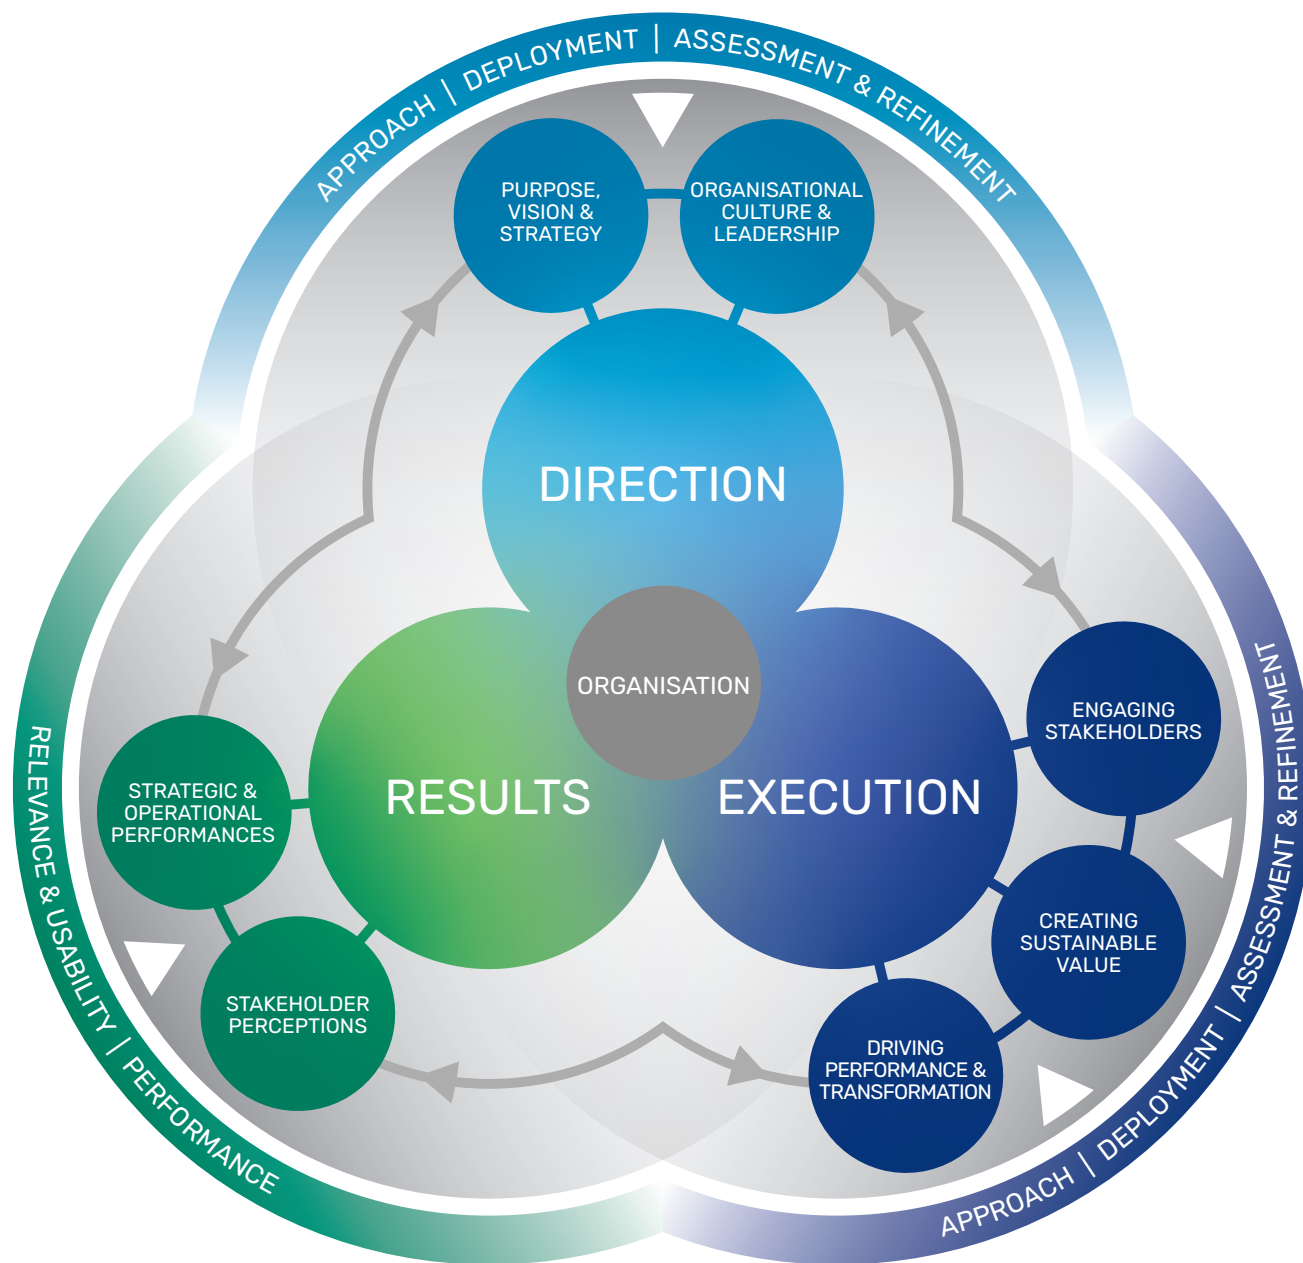 APPROACH | DEPLOYMENT | ASSESSMENT & REFINEMENT
PURPOSE,
VISION &
STRATEGY
ORGANISATIONAL
CULTURE &
LEADERSHIP
DIRECTION
ORGANISATION
RESULTS
EXECUTION
ENGAGING
STAKEHOLDERS
CREATING
SUSTAINABLE
VALUE
DRIVING
PERFORMANCE &
TRANSFORMATION
APPROACH | DEPLOYMENT | ASSESSMENT & REFINEMENT
STRATEGIC &
OPERATIONAL
PERFORMANCES
STAKEHOLDER
PERCEPTIONS
RELEVANCE & USABILITY | PERFORMANCE